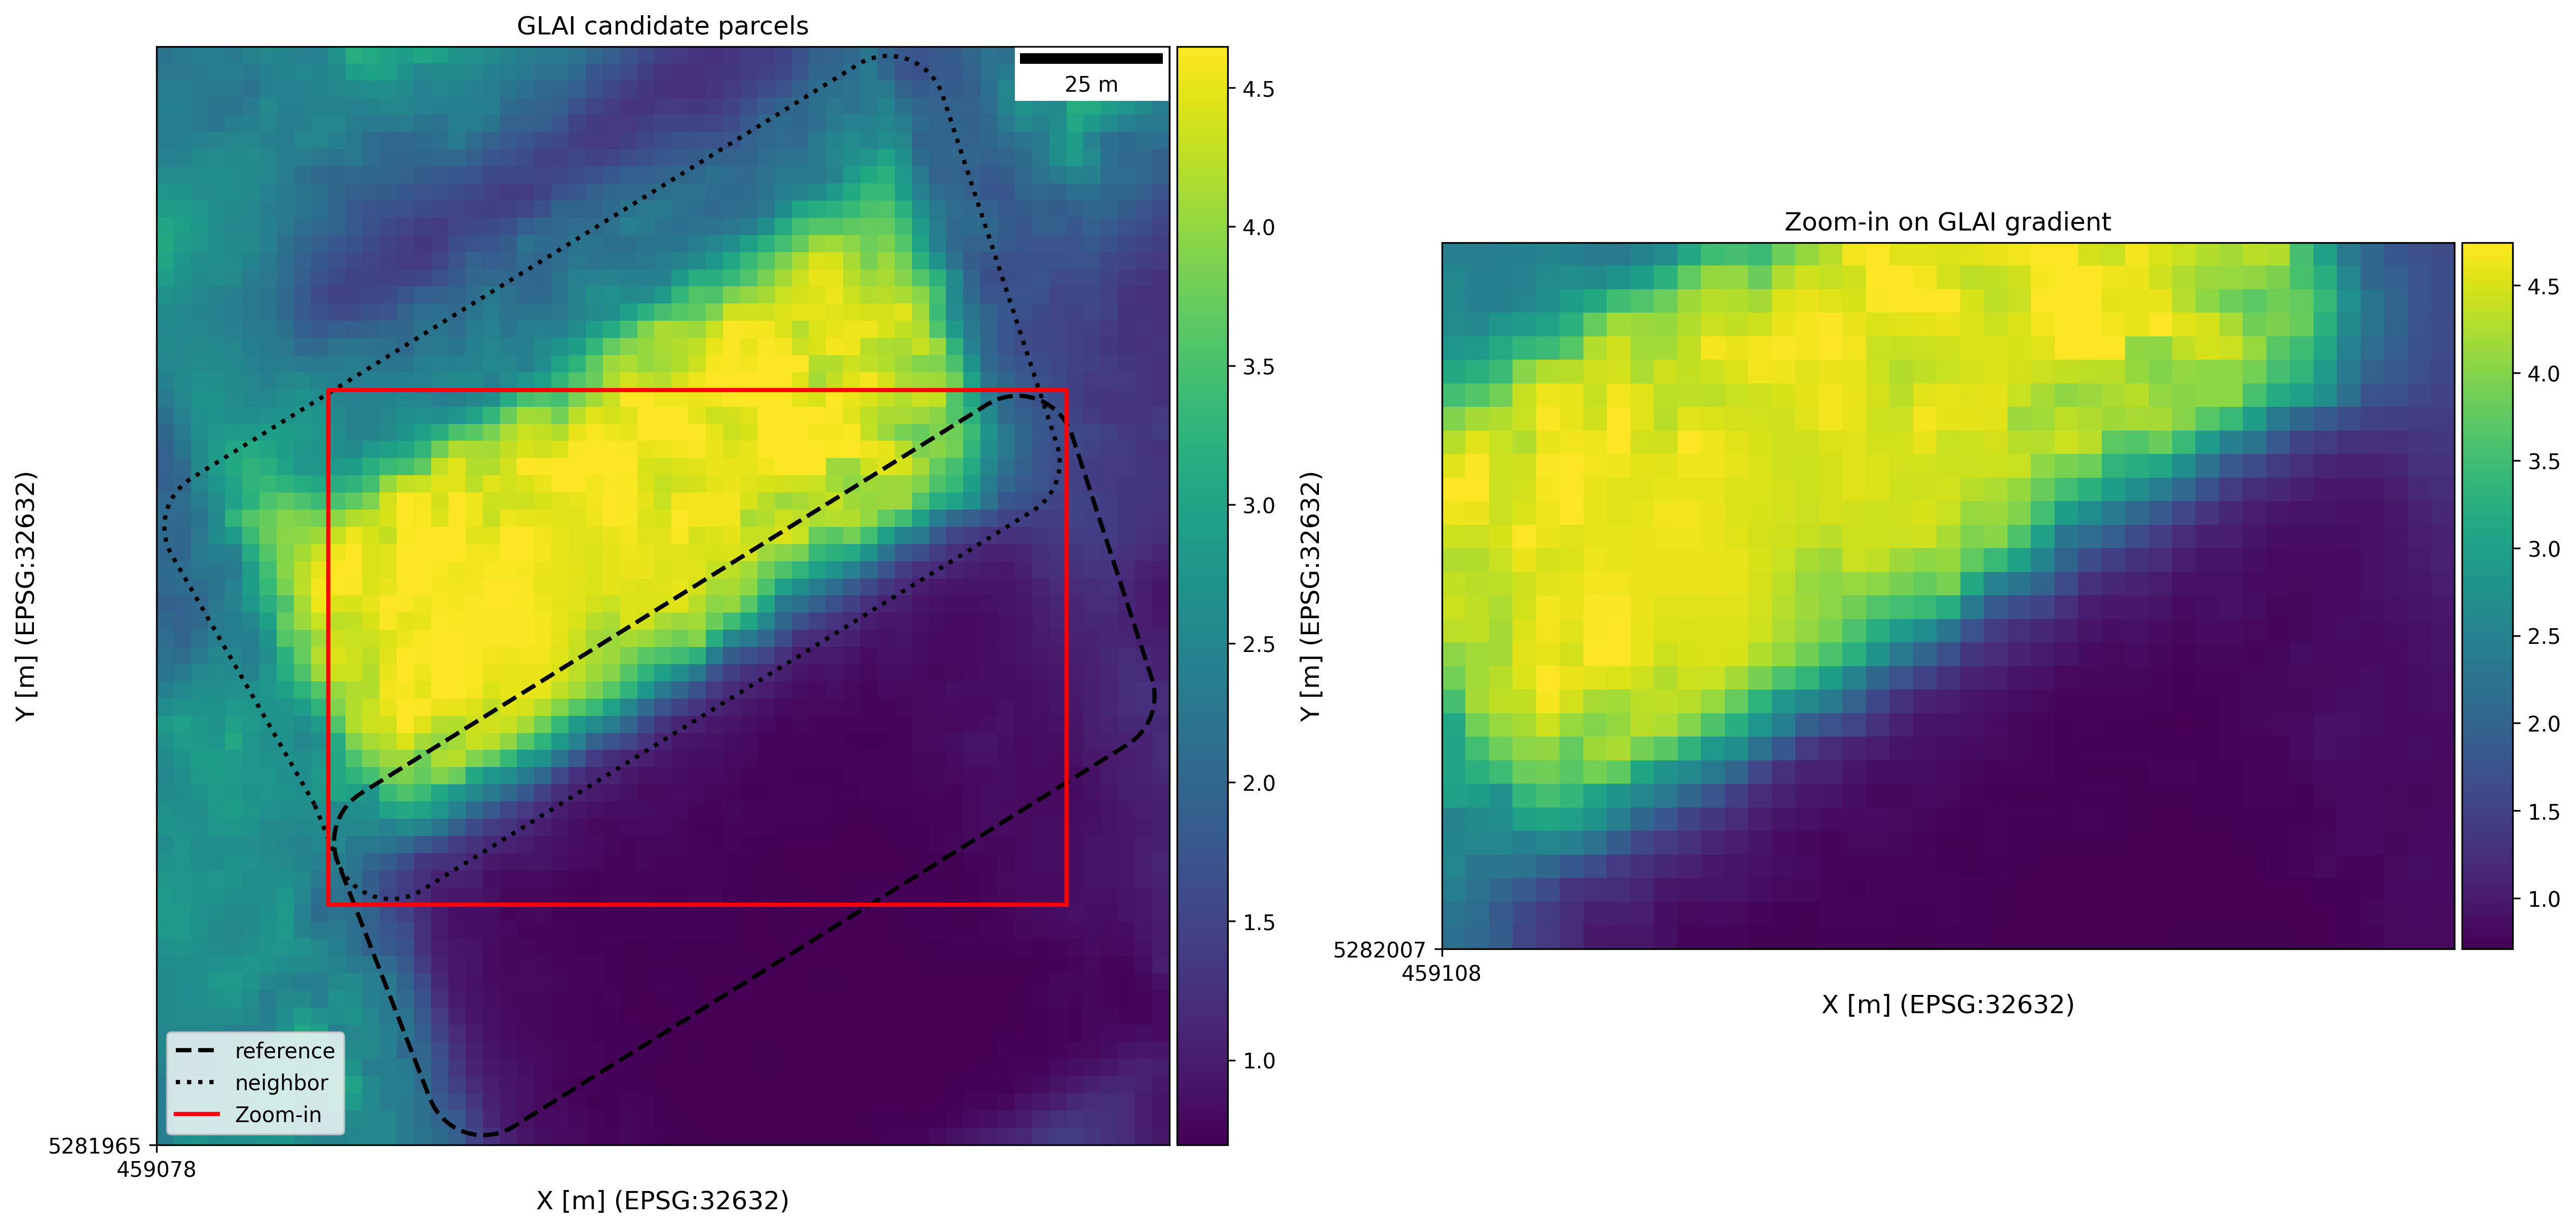 GLAI candidate parcels
25 m
4.5
4.0
3.5
3.0
2.5
2.0
1.5
1.0
Y [m] (EPSG:32632)
reference
neighbor
Zoom-in
5281965
459078
X [m] (EPSG:32632)
Zoom-in on GLAI gradient
4.5
4.0
3.5
3.0
2.5
2.0
1.5
1.0
Y [m] (EPSG:32632)
5282007
459108
X [m] (EPSG:32632)